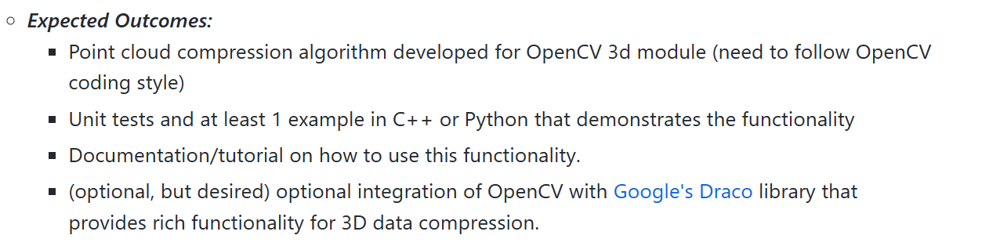 Expected Outcomes:
Point cloud compression algorithm developed for OpenCV 3d module (need to follow OpenCV
coding style)
Unit tests and at least 1 example in C++ or Python that demonstrates the functionality
Documentation/tutorial on how to use this functionality.
(optional, but desired) optional integration of OpenCV with Google's Draco library that
provides rich functionality for 3D data compression.